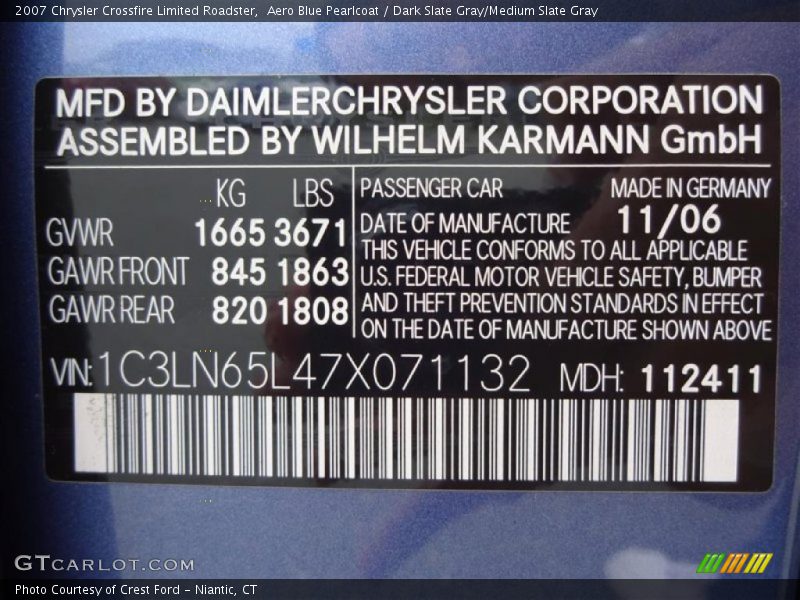 2007 Chrysler Crossfire Limited Roadster,  Aero Blue Pearlcoat / Dark Slate Gray/Medium Slate Gray
MFD BY DAIMLERCHRYSLER CORPORATION
ASSEMBLED BY WILHELM KARMANN GmbH
KG LBS
GVWR 1665 3671
GAWR FRONT 845 1863
GAWR REAR 820 1808
PASSENGER CAR MADE IN GERMANY
DATE OF MANUFACTURE 11/06
THIS VEHICLE CONFORMS TO ALL APPLICABLE
U.S. FEDERAL MOTOR VEHICLE SAFETY, BUMPER
AND THEFT PREVENTION STANDARDS IN EFFECT
ON THE DATE OF MANUFACTURE SHOWN ABOVE
VIN: 1C3LN65L47X071132 MDH: 112411
GTCARLOT.COM
Photo Courtesy of Crest Ford - Niantic, CT